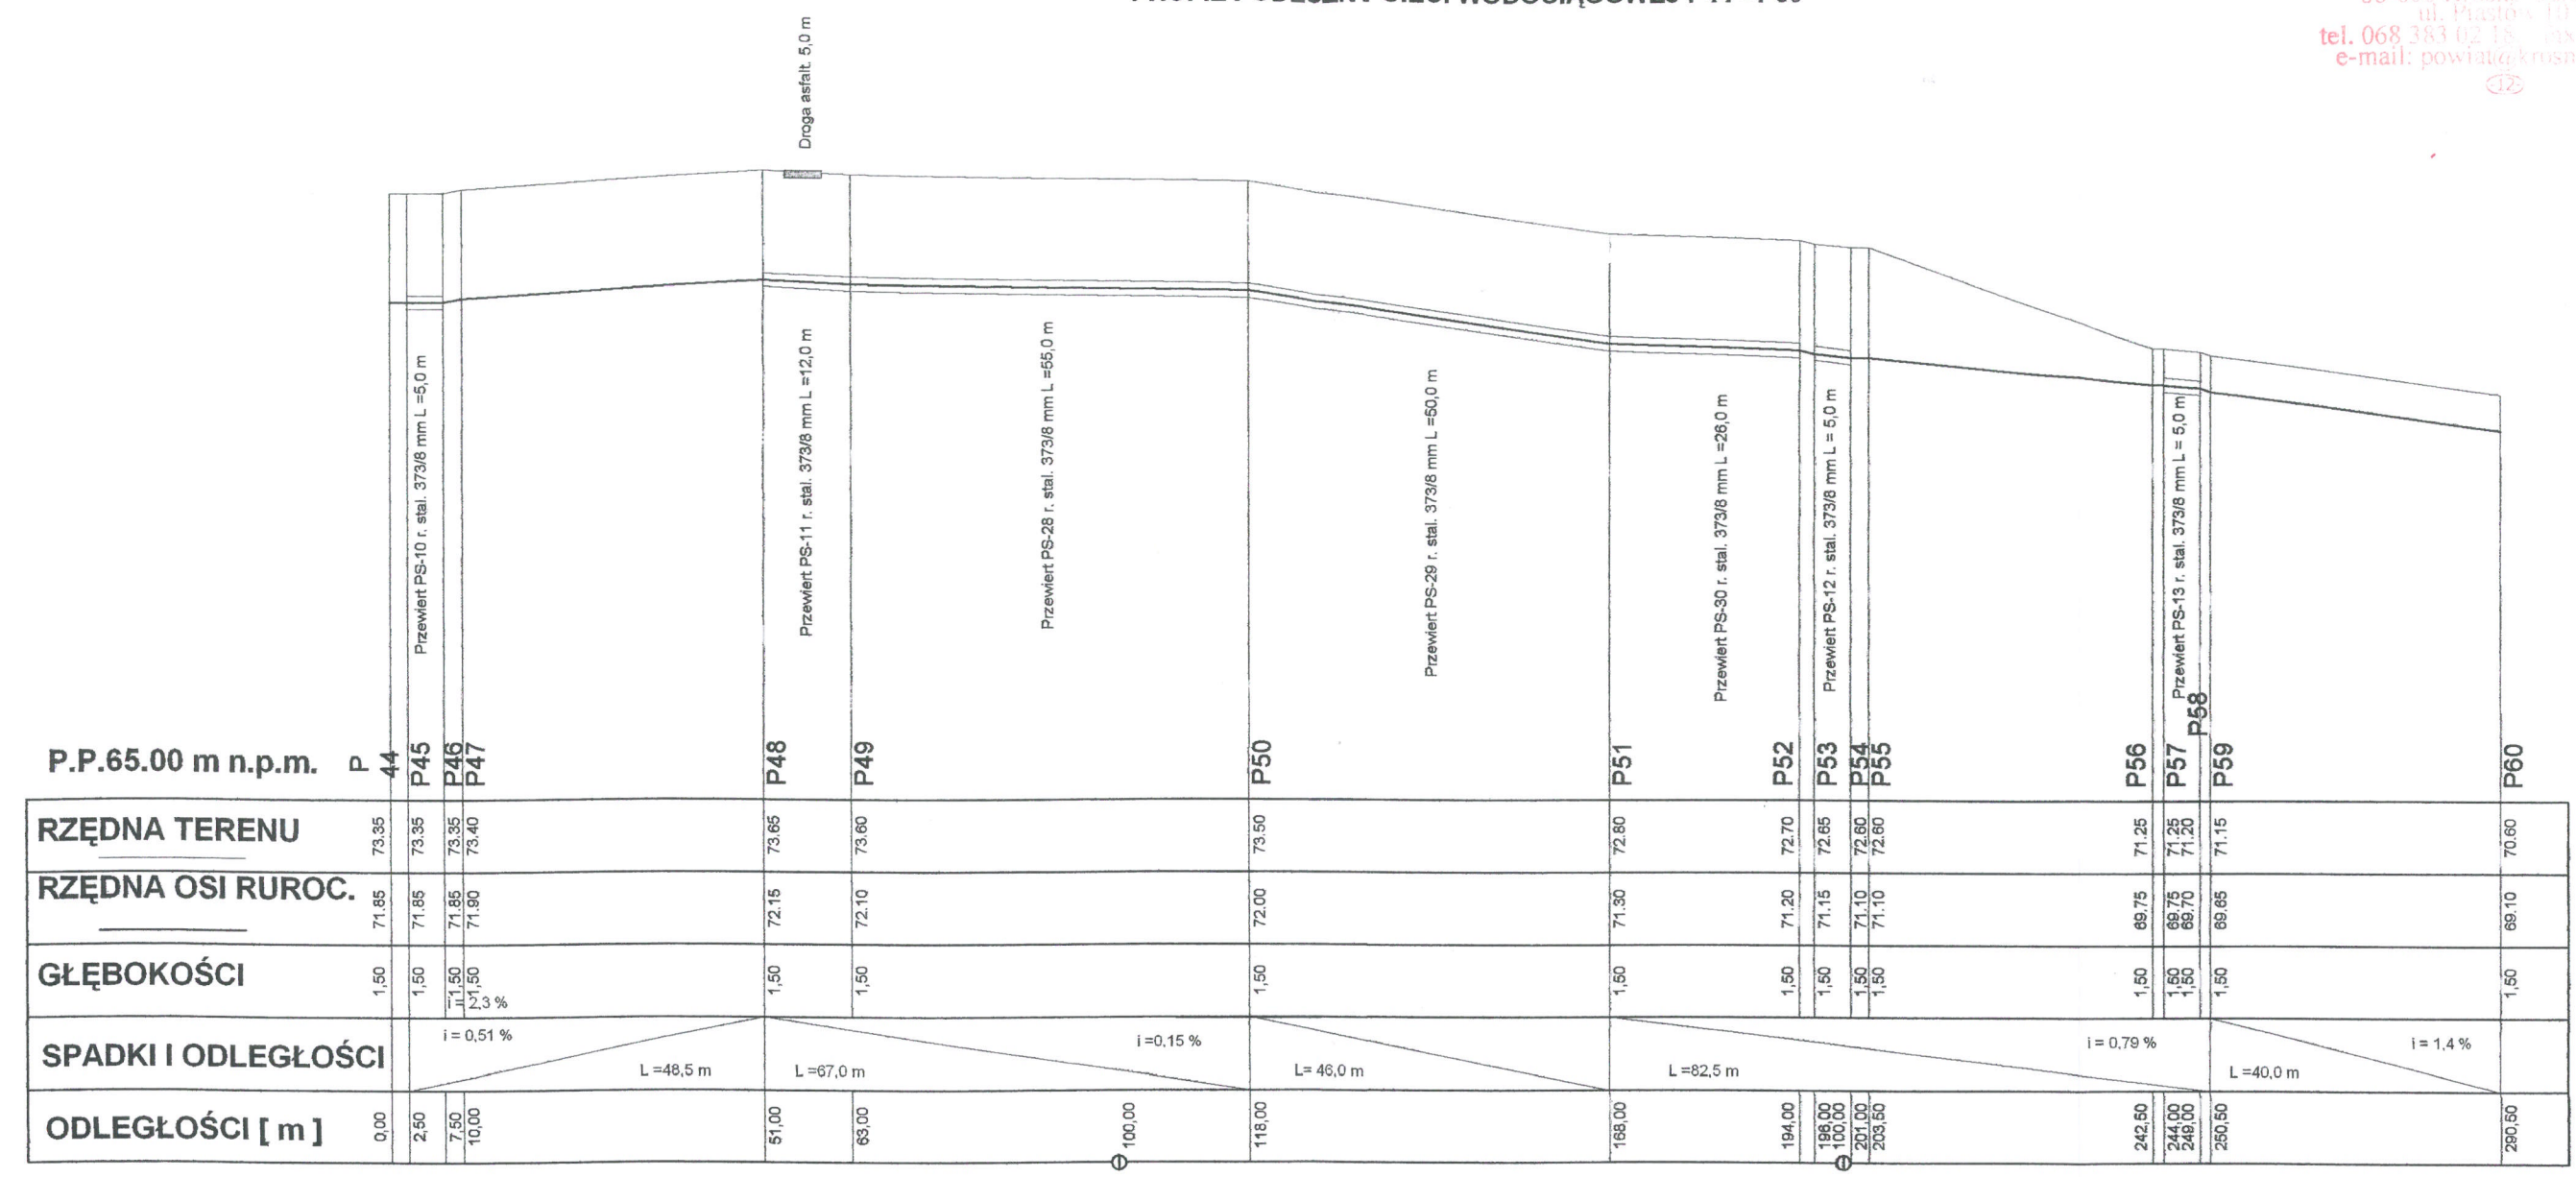 ul. Piastów 10
tel. 068 383 02 18
e-mail: powiat@krosn
12
Droga asfalt. 5,0 m
Przewiert PS-10 r. stal. 373/8 mm L =5,0 m
Przewiert PS-11 r. stal. 373/8 mm L =12,0 m
Przewiert PS-28 r. stal. 373/8 mm L =55,0 m
Przewiert PS-29 r. stal. 373/8 mm L =50,0 m
Przewiert PS-30 r. stal. 373/8 mm L =26,0 m
Przewiert PS-12 r. stal. 373/8 mm L = 5,0 m
Przewiert PS-13 r. stal. 373/8 mm L = 5,0 m
P.P.65.00 m n.p.m. P 44 P45 P46 P47 P48 P49 P50 P51 P52 P53 P54 P55 P56 P57 P58 P59 P60
RZĘDNA TERENU 73.35 73.35 73.35 73.40 73.65 73.60 73.50 72.80 72.70 72.65 72.60 72.60 71.25 71.25 71.20 71.15 70.60
RZĘDNA OSI RUROC. 71.85 71.85 71.85 71.90 72.15 72.10 72.00 71.30 71.20 71.15 71.10 71.10 69.75 69.75 69.70 69.65 69.10
GŁĘBOKOŚCI 1,50 1,50 1,50 1,50 1,50 1,50 1,50 1,50 1,50 1,50 1,50 1,50 1,50 1,50 1,50 1,50 1,50
i = 2,3 %
SPADKI I ODLEGŁOŚCI i = 0,51 % L =48,5 m L =67,0 m i =0,15 % L= 46,0 m L =82,5 m i = 0,79 % L =40,0 m i = 1,4 %
ODLEGŁOŚCI [ m ] 0,00 2,50 7,50 10,00 51,00 63,00 100,00 118,00 168,00 194,00 196,00 100,00 201,00 203,50 242,50 244,00 249,00 250,50 290,50